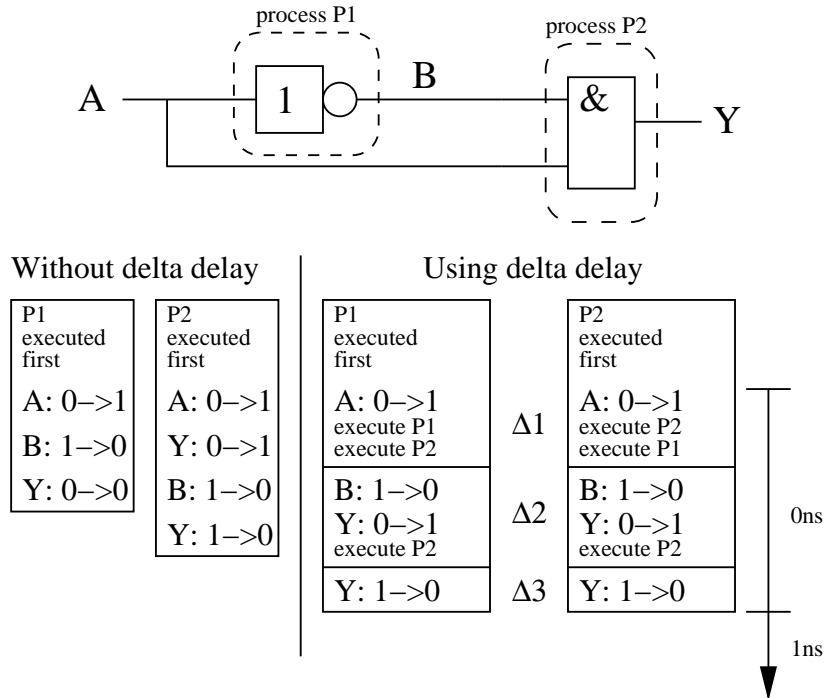 process P1
process P2
A
1
B
&
Y
Without delta delay
Using delta delay
P1
executed
first
A: 0–>1
B: 1–>0
Y: 0–>0
P2
executed
first
A: 0–>1
Y: 0–>1
B: 1–>0
Y: 1–>0
P1
executed
first
A: 0–>1
execute P1
execute P2
B: 1–>0
Y: 0–>1
execute P2
Y: 1–>0
Δ1
Δ2
Δ3
P2
executed
first
A: 0–>1
execute P2
execute P1
B: 1–>0
Y: 0–>1
execute P2
Y: 1–>0
0ns
1ns